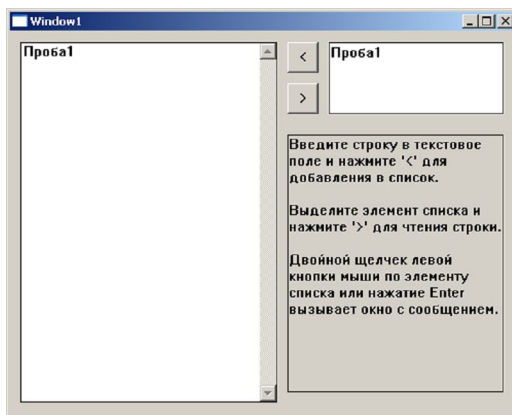 Window1
Проба1
<
Проба1
>
Введите строку в текстовое
поле и нажмите '<' для
добавления в список.
Выделите элемент списка и
нажмите '>' для чтения строки.
Двойной щелчек левой
кнопки мыши по элементу
списка или нажатие Enter
вызывает окно с сообщением.